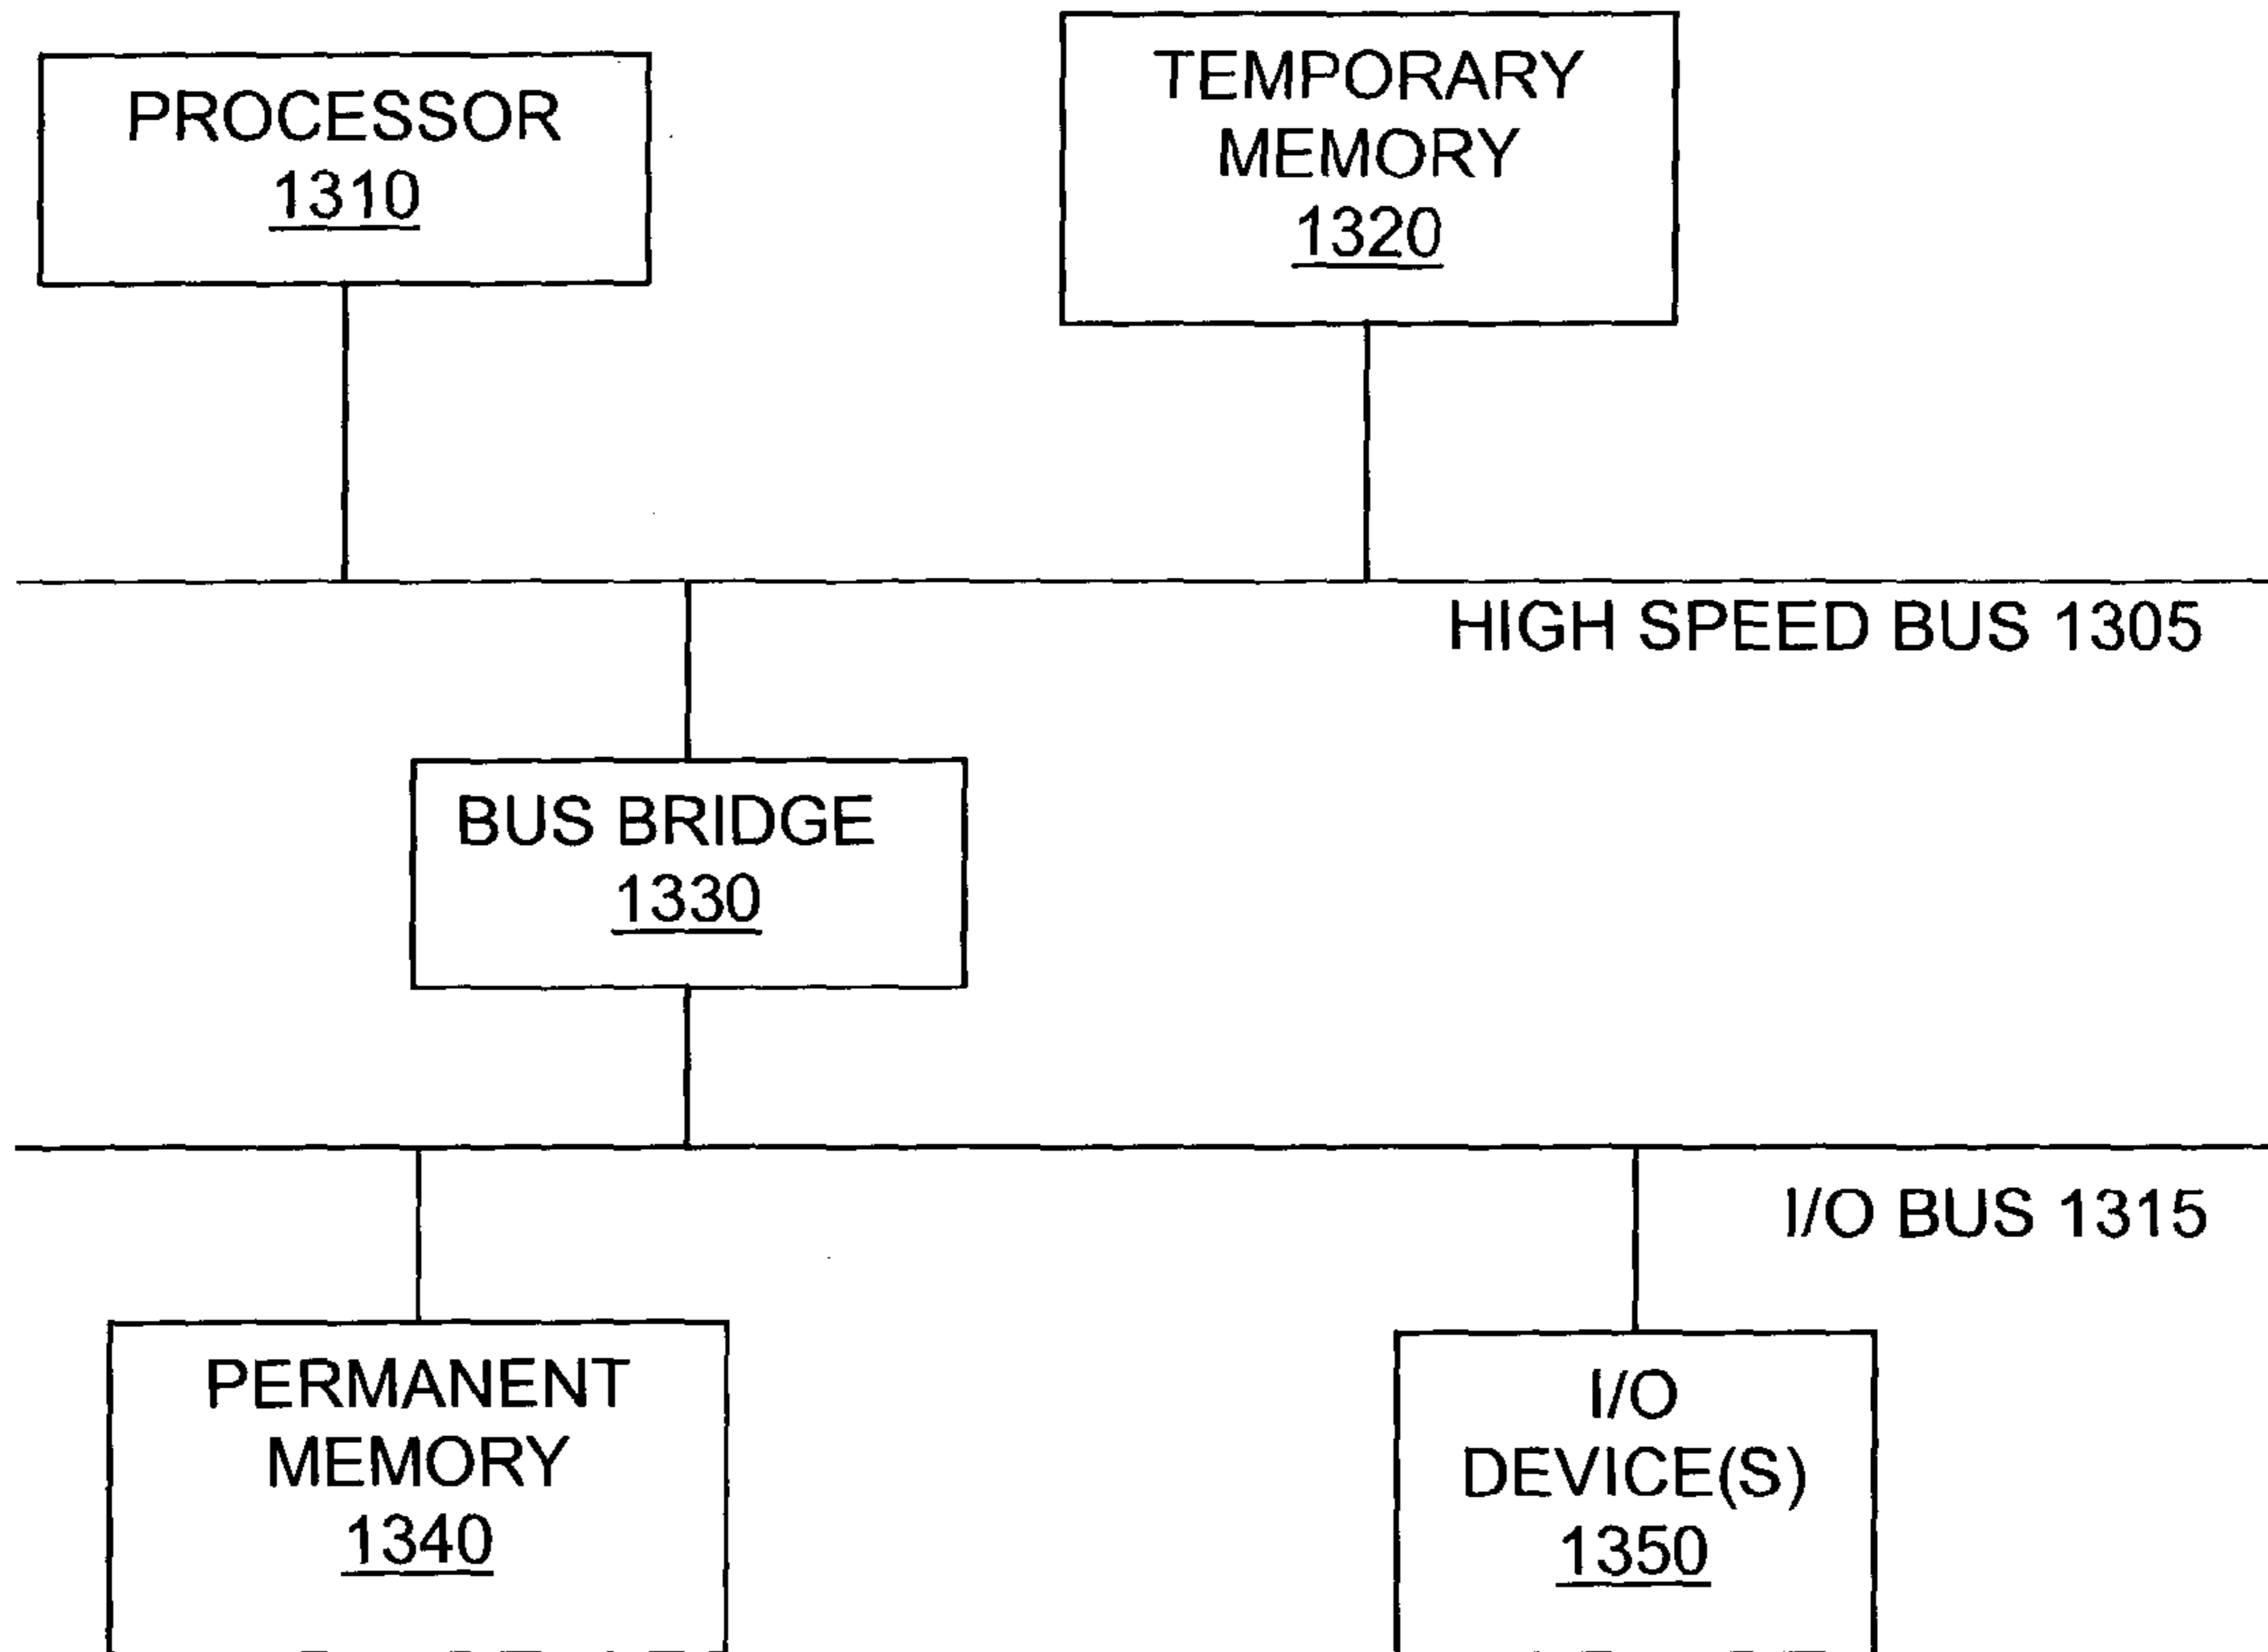 PROCESSOR
1310
TEMPORARY
MEMORY
1320
HIGH SPEED BUS 1305
BUS BRIDGE
1330
I/O BUS 1315
PERMANENT
MEMORY
1340
I/O
DEVICE(S)
1350